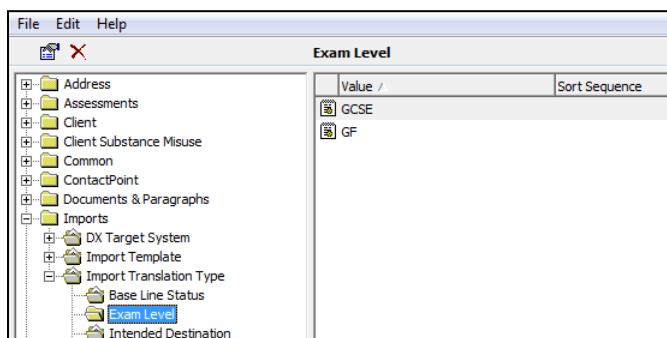 File Edit Help
Exam Level
Address
Assessments
Client
Client Substance Misuse
Common
ContactPoint
Documents & Paragraphs
Imports
DX Target System
Import Template
Import Translation Type
Base Line Status
Exam Level
Intended Destination
Value / Sort Sequence
GCSE
GF